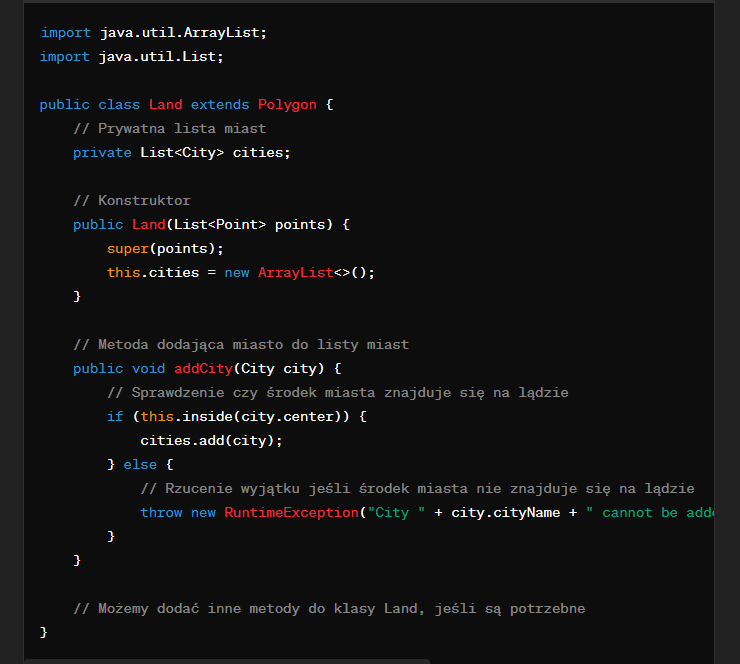 import java.util.ArrayList;
import java.util.List;
public class Land extends Polygon {
// Prywatna lista miast
private List<City> cities;
// Konstruktor
public Land(List<Point> points) {
super(points);
this.cities = new ArrayList<>();
}
// Metoda dodająca miasto do listy miast
public void addCity(City city) {
// Sprawdzenie czy środek miasta znajduje się na lądzie
if (this.inside(city.center)) {
cities.add(city);
} else {
// Rzucenie wyjątku jeśli środek miasta nie znajduje się na lądzie
throw new RuntimeException("City " + city.cityName + " cannot be
}
}
// Możemy dodać inne metody do klasy Land, jeśli są potrzebne
}